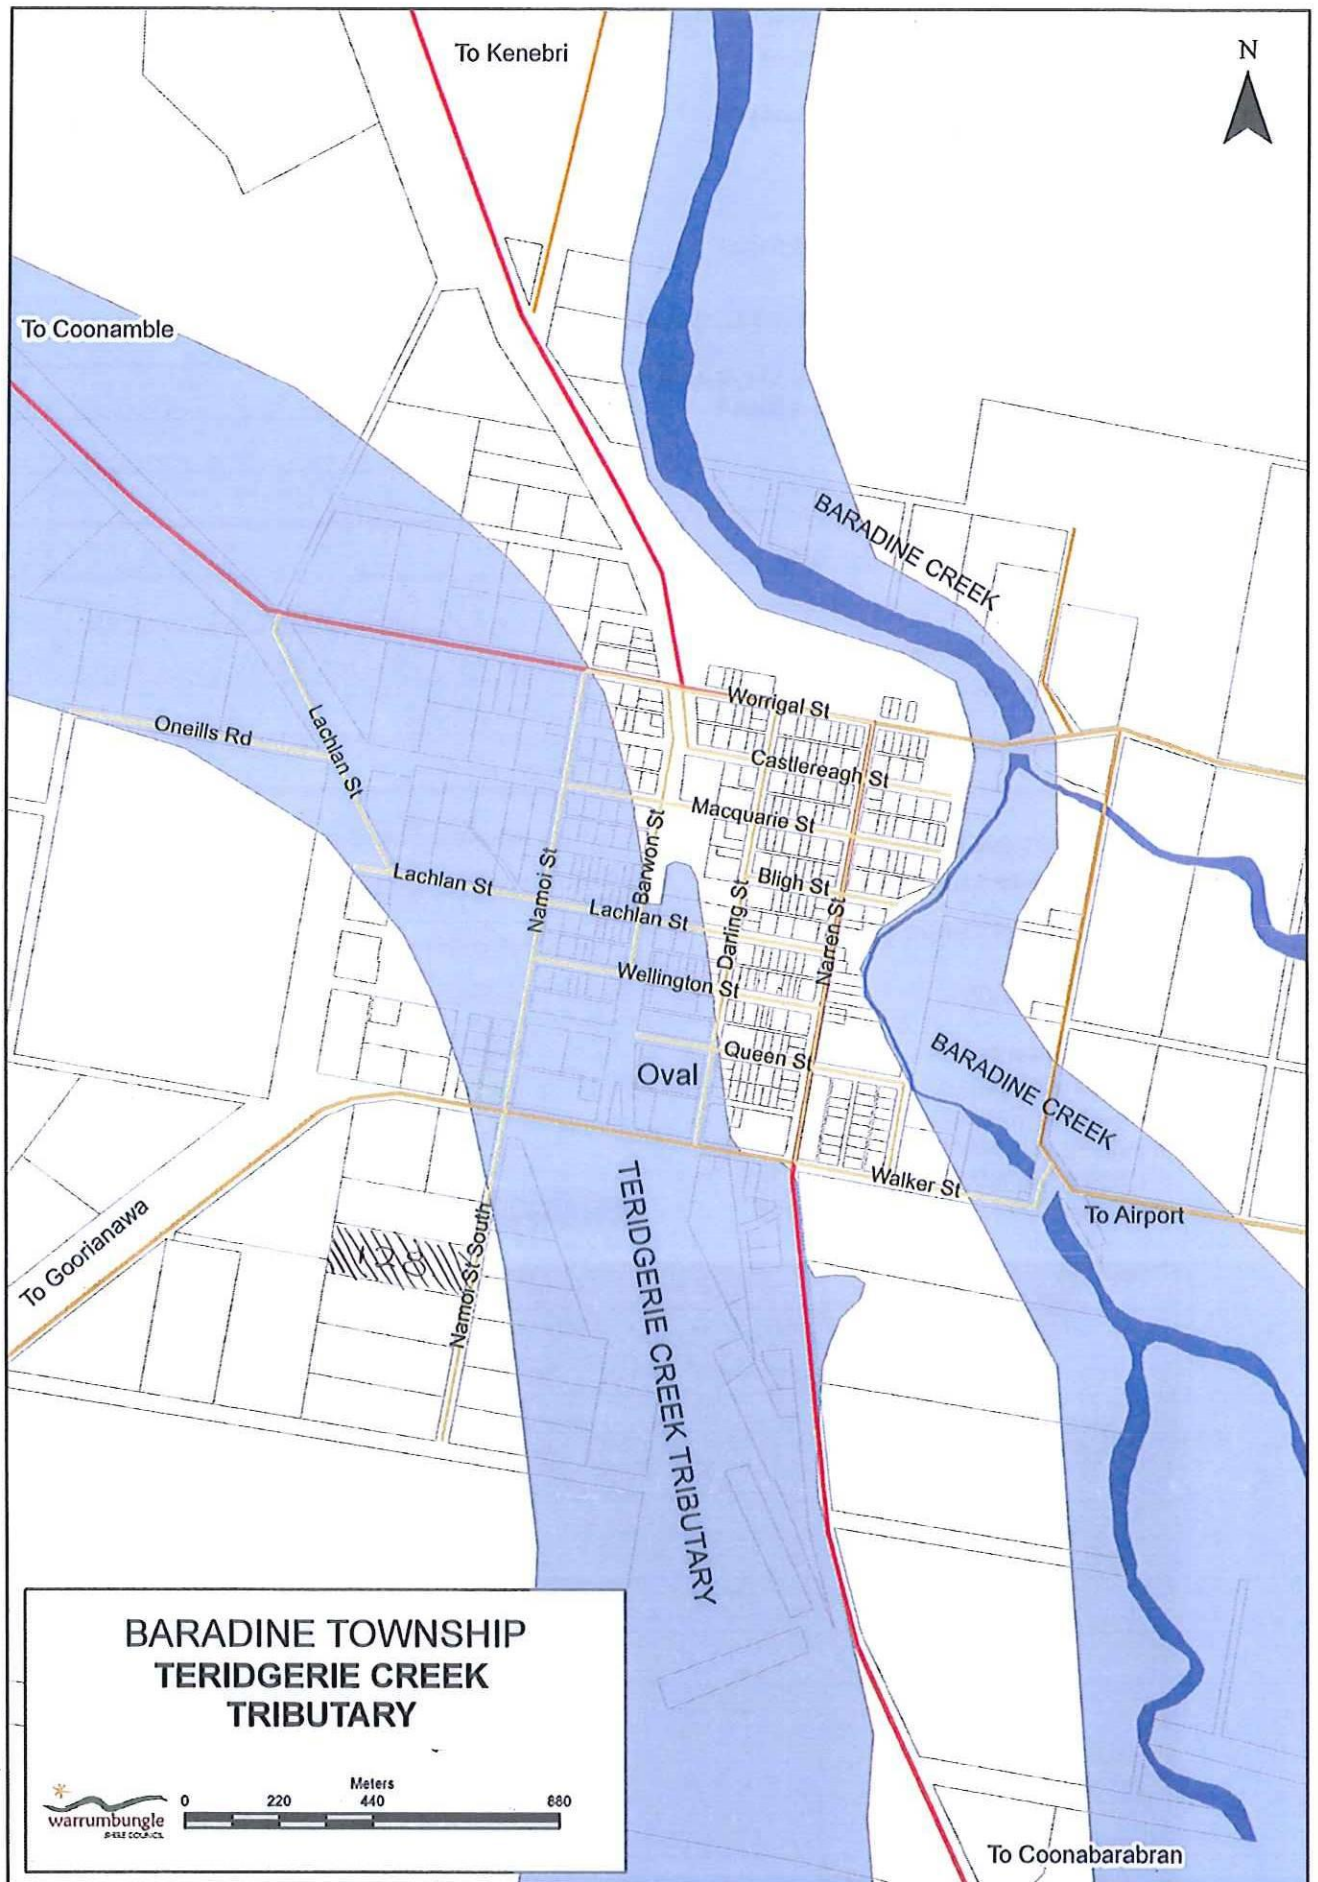 To Kenebri
N
To Coonamble
BARADINE CREEK
Worrigal St
Oneills Rd
Lachlan St
Castlereagh St
Macquarie St
Barwon St
Namoi St
Lachlan St
Bligh St
Lachlan St
Darling St
Narren St
Wellington St
Queen St
Oval
BARADINE CREEK
Walker St
To Airport
TERIDGERIE CREEK TRIBUTARY
To Goorianawa
128
Namoi St South
BARADINE TOWNSHIP
TERIDGERIE CREEK
TRIBUTARY
Meters
0 220 440 880
warrumbungle
SHIRE COUNCIL
To Coonabarabran